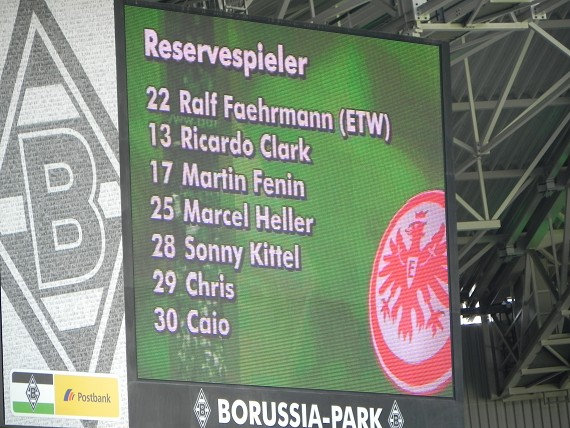 Reservespieler
22 Ralf Faehrmann (ETW)
13 Ricardo Clark
17 Martin Fenin
25 Marcel Heller
28 Sonny Kittel
29 Chris
30 Caio
B
E
Postbank
BORUSSIA-PARK